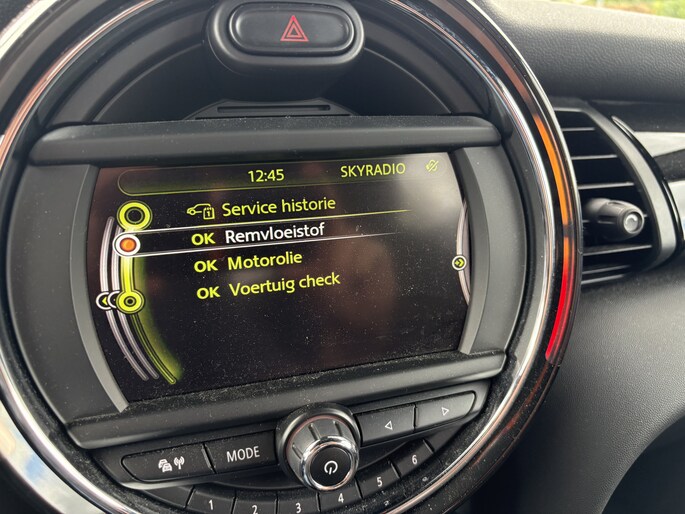 12:45 SKYRADIO
Service historie
OK Remvloeistof
OK Motorolie
OK Voertuig check
MODE
1 2 3 4 5 6